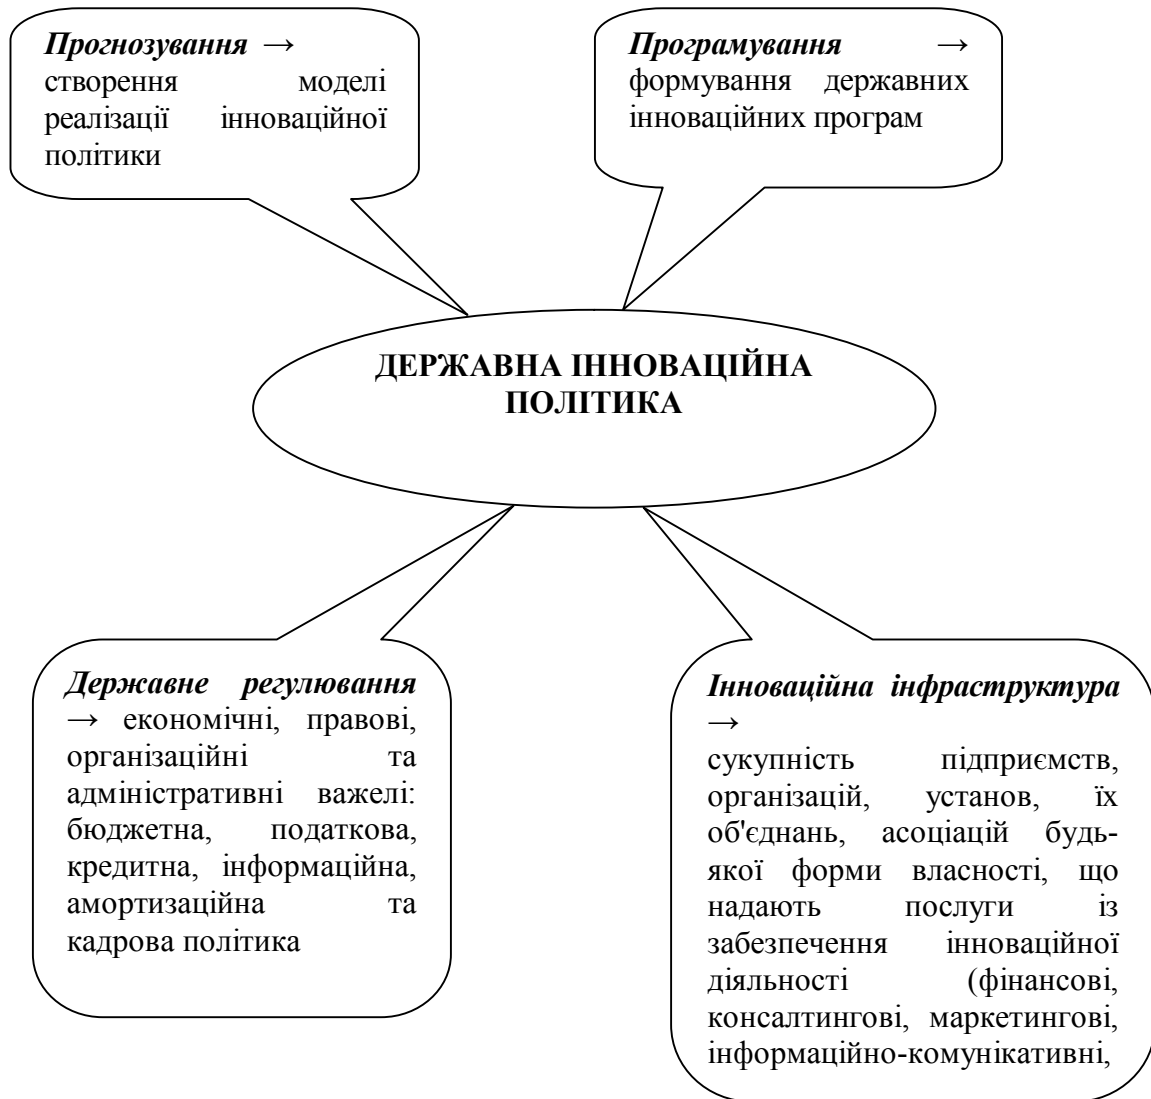 Прогнозування →
створення моделі
реалізації інноваційної
політики
Програмування →
формування державних
інноваційних програм
ДЕРЖАВНА ІННОВАЦІЙНА
ПОЛІТИКА
Державне регулювання
→ економічні, правові,
організаційні та
адміністративні важелі:
бюджетна, податкова,
кредитна, інформаційна,
амортизаційна та
кадрова політика
Інноваційна інфраструктура
→
сукупність підприємств,
організацій, установ, їх
об'єднань, асоціацій будь-
якої форми власності, що
надають послуги із
забезпечення інноваційної
діяльності (фінансові,
консалтингові, маркетингові,
інформаційно-комунікативні,